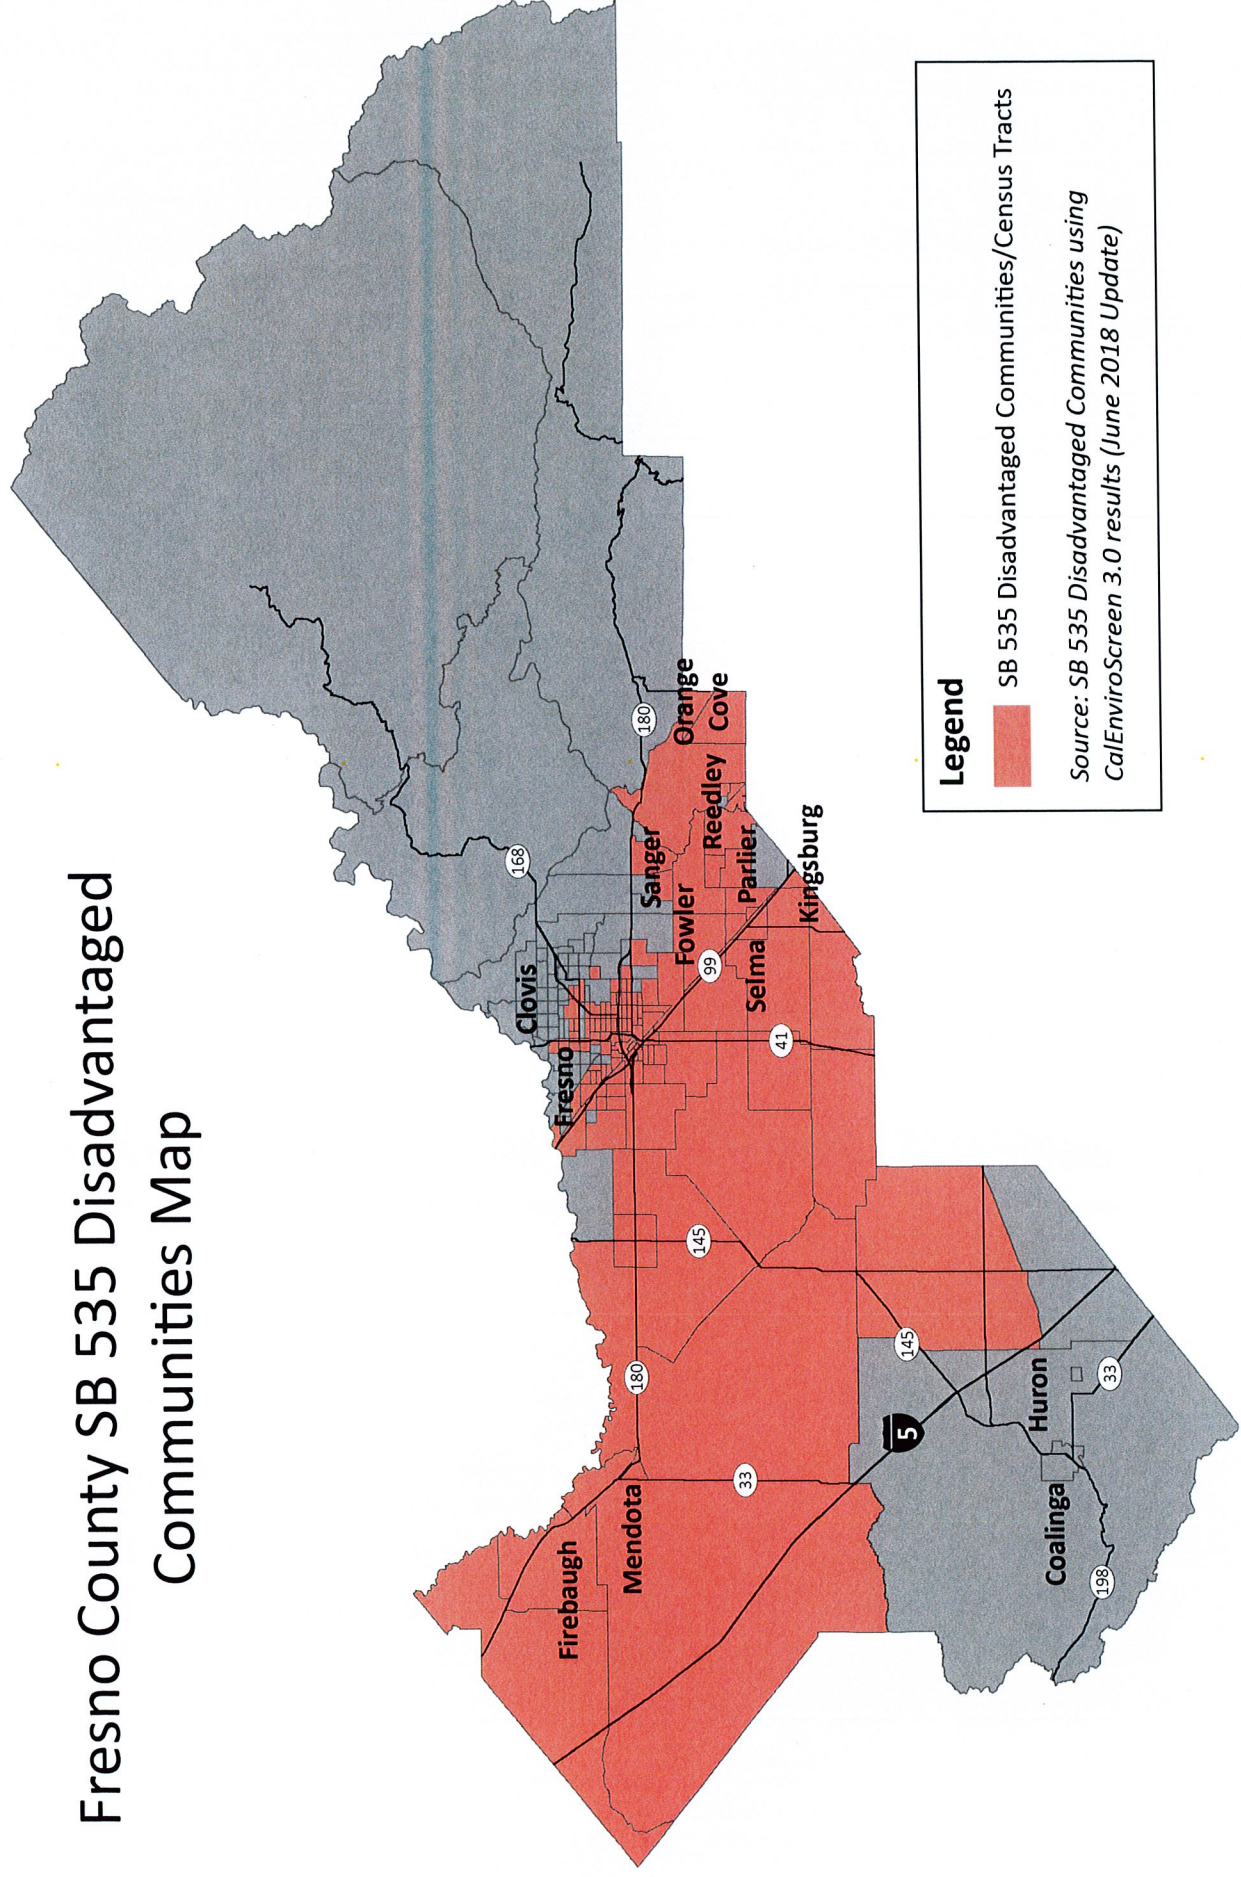 Fresno County SB 535 Disadvantaged
Communities Map
Firebaugh
Mendota
33
180
145
Fresno
Clovis
168
180
Sanger
Fowler
Orange
Cove
Reedley
Parlier
Kingsburg
99
Selma
41
145
5
Huron
33
Coalinga
198
Legend
SB 535 Disadvantaged Communities/Census Tracts
Source: SB 535 Disadvantaged Communities using
CalEnviroScreen 3.0 results (June 2018 Update)